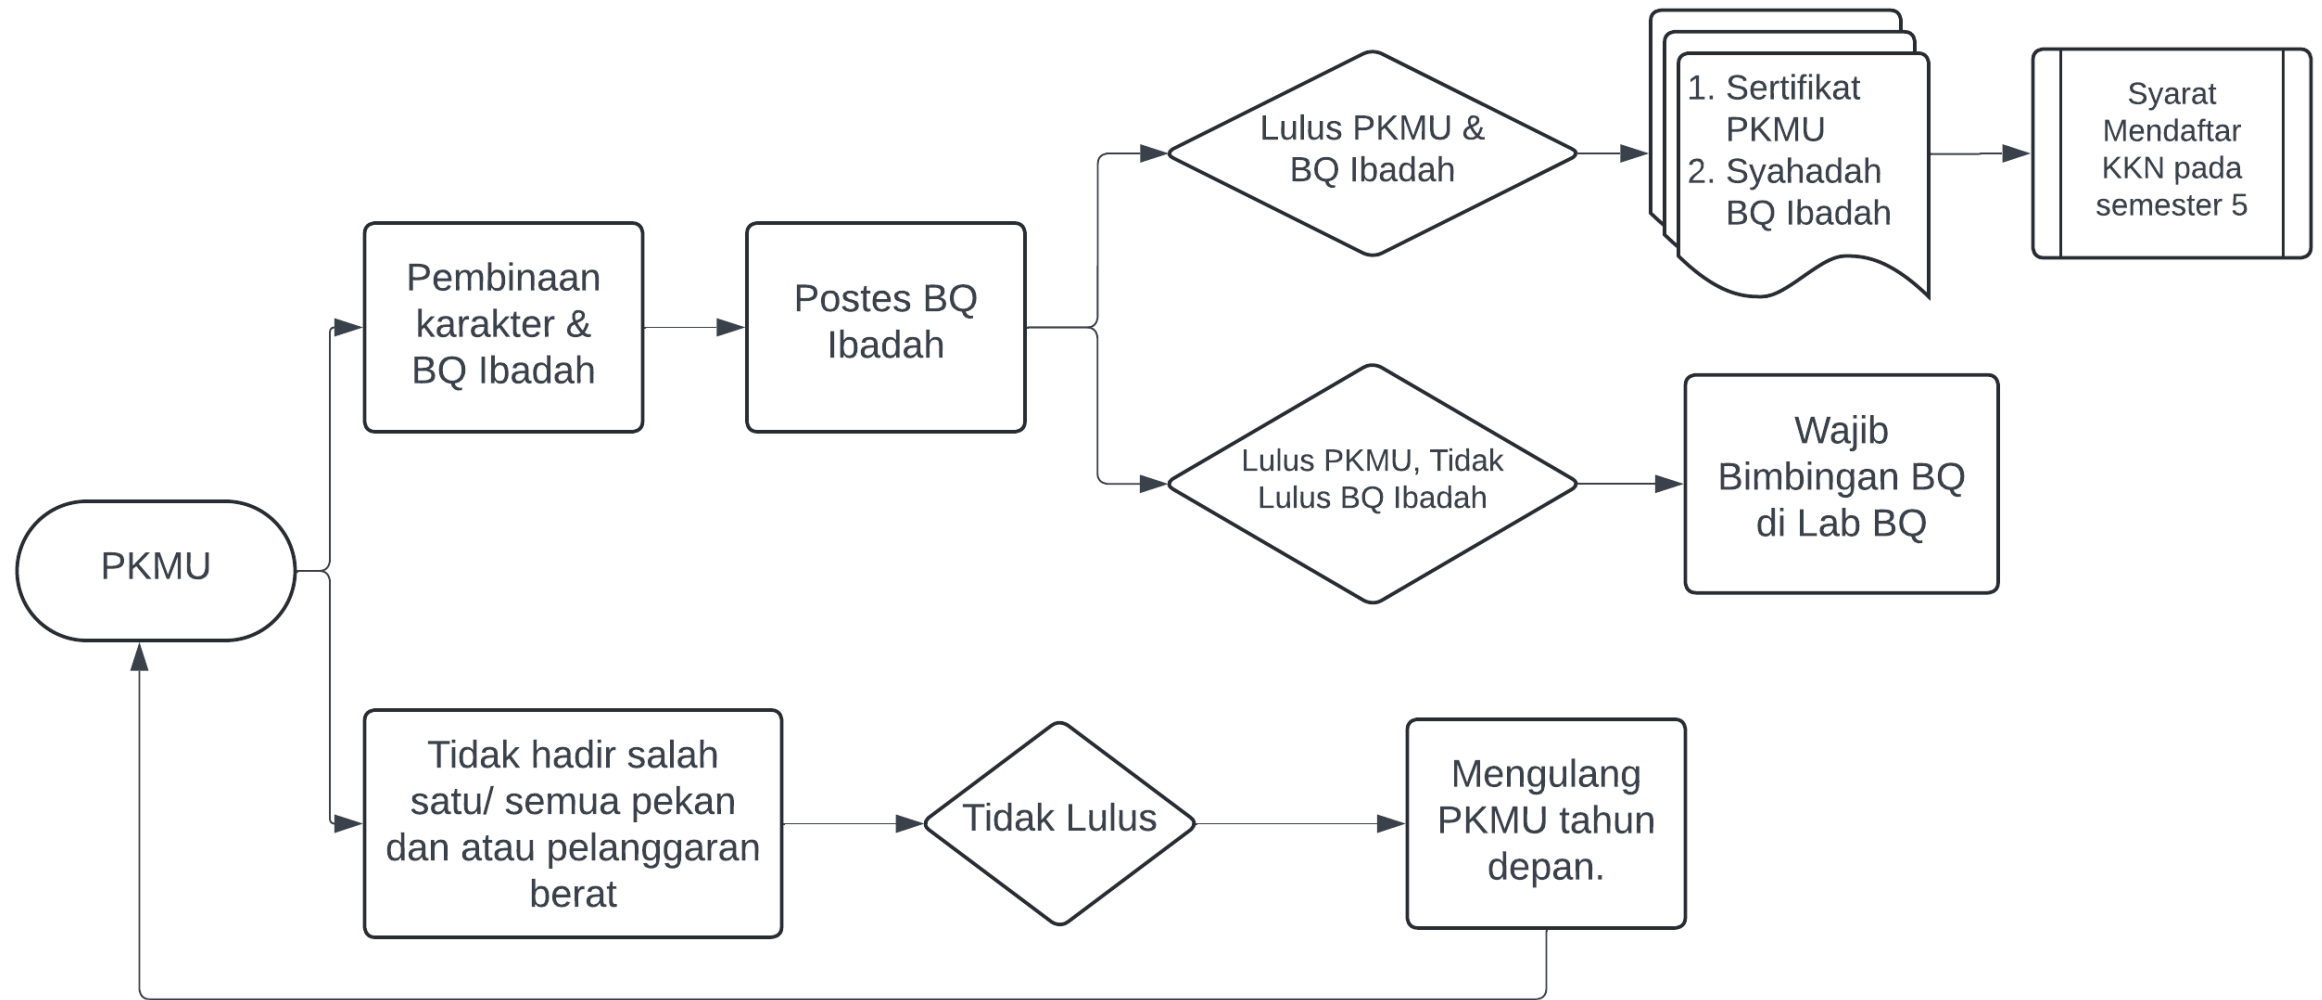 Lulus PKMU &
BQ Ibadah
1. Sertifikat
PKMU
2. Syahadah
BQ Ibadah
Syarat
Mendaftar
KKN pada
semester 5
Pembinaan
karakter &
BQ Ibadah
Postes BQ
Ibadah
Lulus PKMU, Tidak
Lulus BQ Ibadah
Wajib
Bimbingan BQ
di Lab BQ
PKMU
Tidak hadir salah
satu/ semua pekan
dan atau pelanggaran
berat
Tidak Lulus
Mengulang
PKMU tahun
depan.